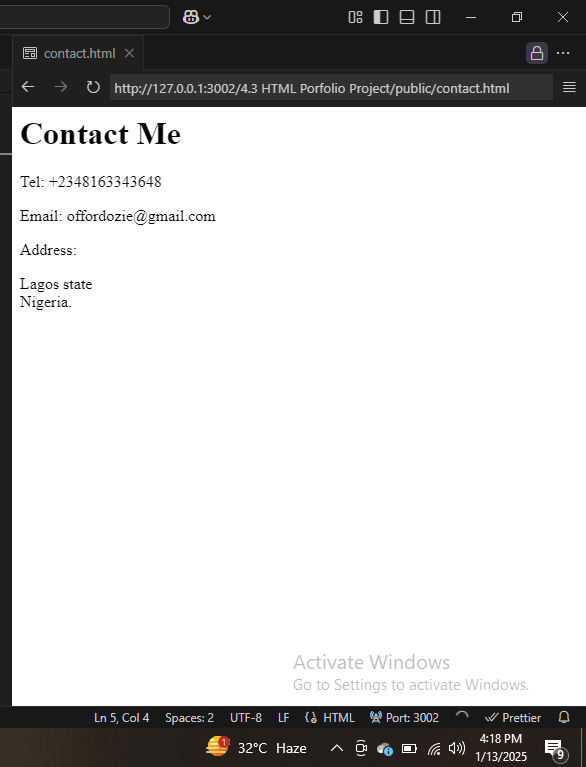 contact.html
http://127.0.0.1:3002/4.3 HTML Porfolio Project/public/contact.html
Contact Me
Tel: +2348163343648
Email: offordozie@gmail.com
Address:
Lagos state
Nigeria.
Activate Windows
Go to Settings to activate Windows.
Ln 5, Col 4 Spaces: 2 UTF-8 LF HTML Port: 3002 Prettier
1 32°C Haze 4:18 PM
1/13/2025 9